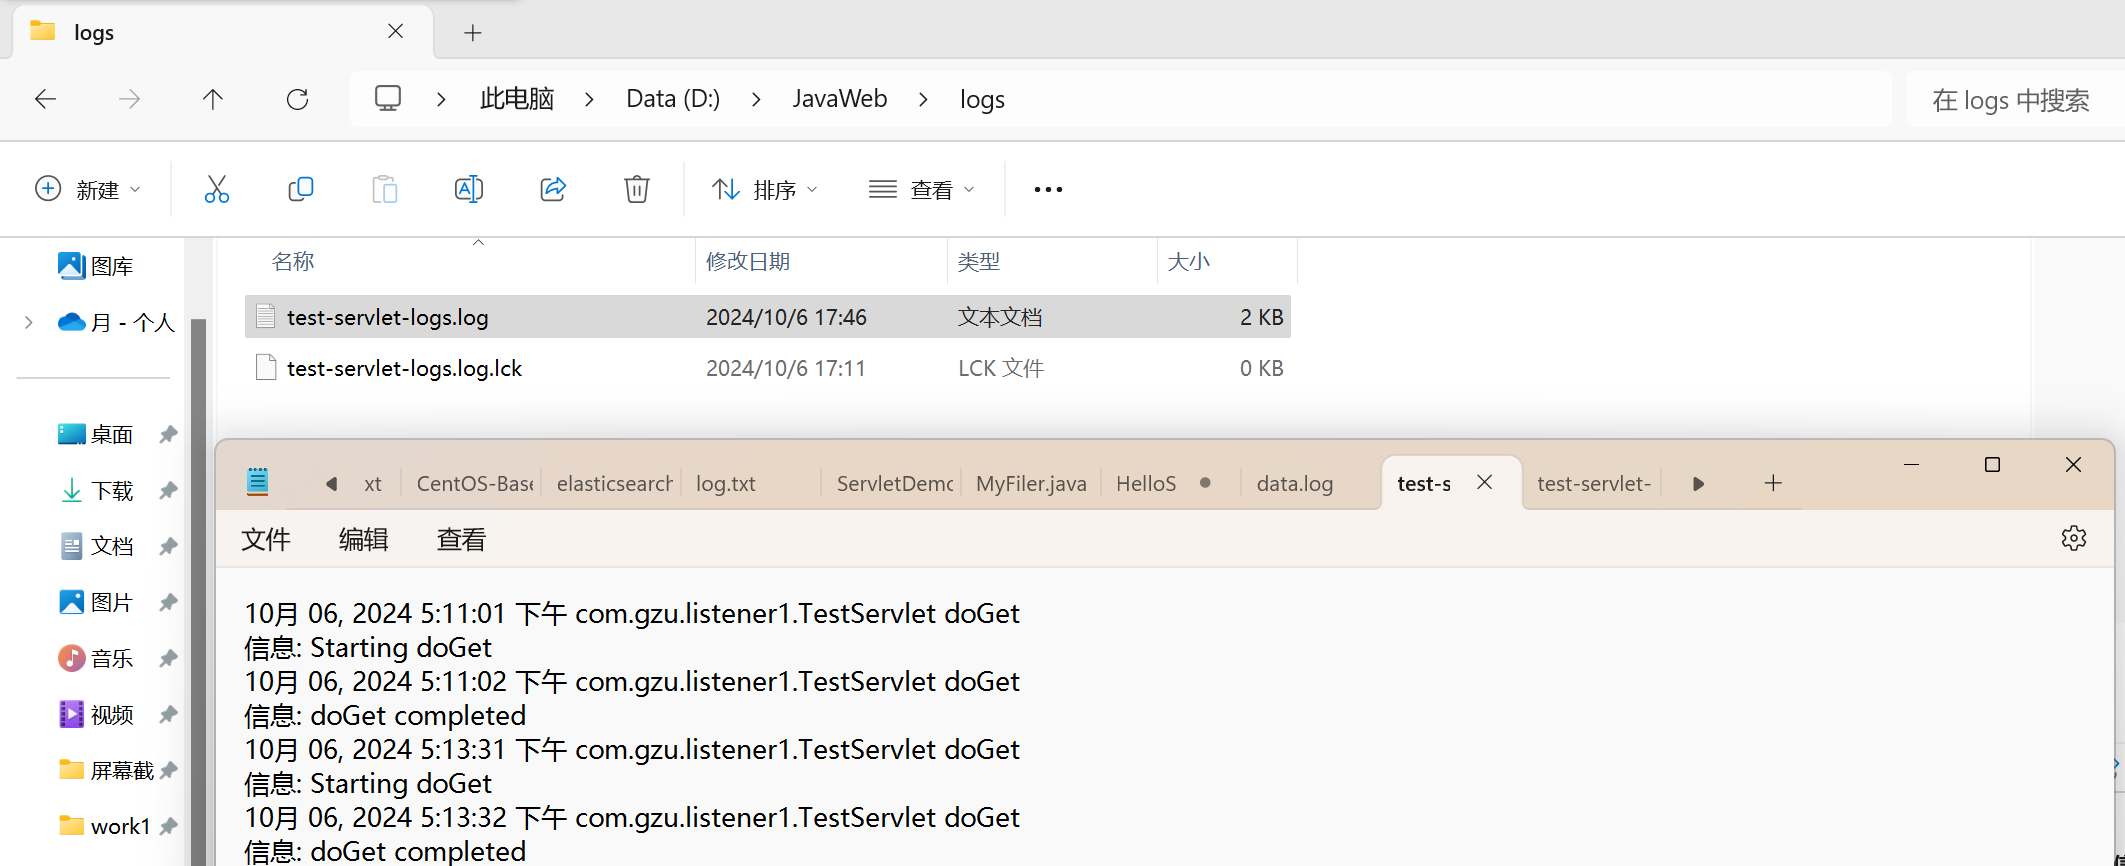 logs
此电脑 Data (D:) JavaWeb logs
在 logs 中搜索
新建 排序 查看
名称 修改日期 类型 大小
test-servlet-logs.log 2024/10/6 17:46 文本文档 2 KB
test-servlet-logs.log.lck 2024/10/6 17:11 LCK 文件 0 KB
图库
月 - 个人
桌面
下载
文档
图片
音乐
视频
屏幕截
work1
xt CentOS-Base elasticsearch log.txt ServletDemo MyFiler.java HelloS data.log test-s test-servlet-
文件 编辑 查看
10月 06, 2024 5:11:01 下午 com.gzu.listener1.TestServlet doGet
信息: Starting doGet
10月 06, 2024 5:11:02 下午 com.gzu.listener1.TestServlet doGet
信息: doGet completed
10月 06, 2024 5:13:31 下午 com.gzu.listener1.TestServlet doGet
信息: Starting doGet
10月 06, 2024 5:13:32 下午 com.gzu.listener1.TestServlet doGet
信息: doGet completed